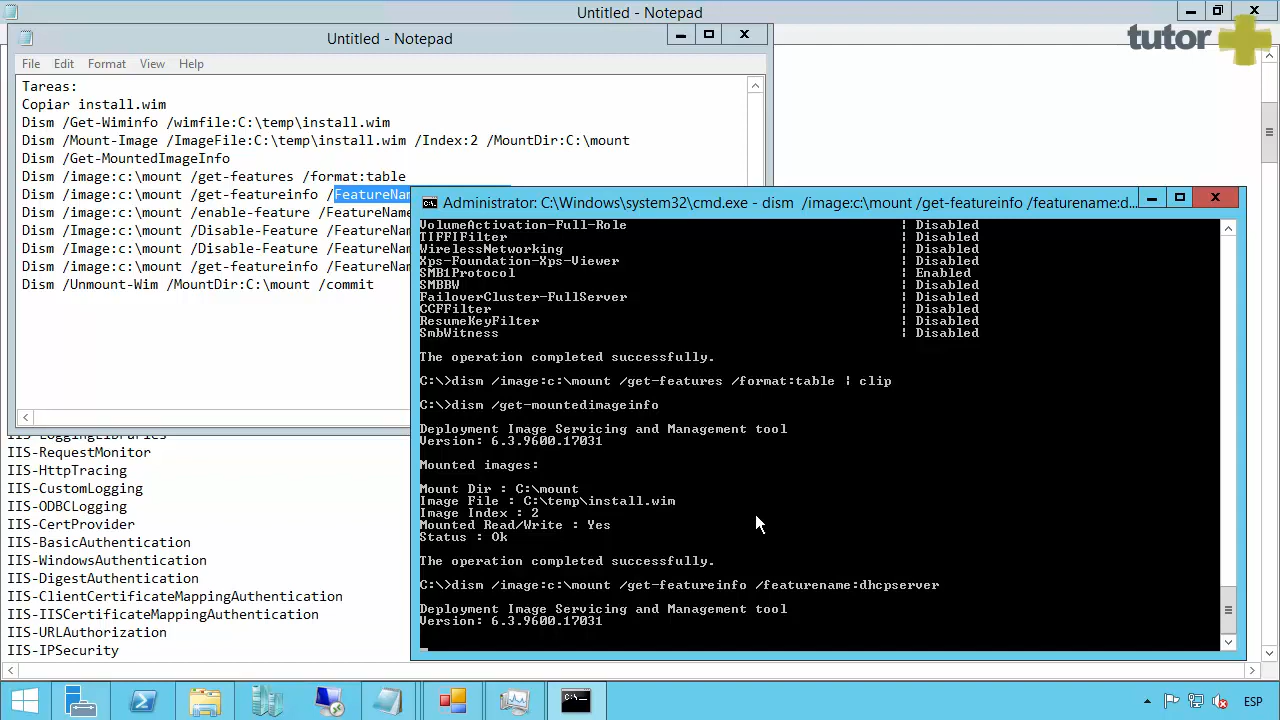 Untitled - Notepad
tutor
Untitled - Notepad
File Edit Format View Help
Tareas:
Copiar install.wim
Dism /Get-Wiminfo /wimfile:C:\temp\install.wim
Dism /Mount-Image /ImageFile:C:\temp\install.wim /Index:2 /MountDir:C:\mount
Dism /Get-MountedImageInfo
Dism /image:c:\mount /get-features /format:table
Dism /image:c:\mount /get-featureinfo /FeatureNam
Dism /image:c:\mount /enable-feature /FeatureName
Dism /image:c:\mount /Disable-Feature /FeatureNam
Dism /image:c:\mount /Disable-Feature /FeatureNam
Dism /image:c:\mount /get-featureinfo /FeatureNam
Dism /Unmount-Wim /MountDir:C:\mount /commit
IIS-LoggingLibraries
IIS-RequestMonitor
IIS-HttpTracing
IIS-CustomLogging
IIS-ODBCLogging
IIS-CertProvider
IIS-BasicAuthentication
IIS-WindowsAuthentication
IIS-DigestAuthentication
IIS-ClientCertificateMappingAuthentication
IIS-IISCertificateMappingAuthentication
IIS-URLAuthorization
IIS-IPSecurity
Administrator: C:\Windows\system32\cmd.exe - dism  /image:c:\mount /get-featureinfo /featurename:d...
VolumeActivation-Full-Role | Disabled
TIFFIFilter | Disabled
WirelessNetworking | Disabled
Xps-Foundation-Xps-Viewer | Disabled
SMB1Protocol | Enabled
SMBBW | Disabled
FailoverCluster-FullServer | Disabled
CCFFilter | Disabled
ResumeKeyFilter | Disabled
SmbWitness | Disabled
The operation completed successfully.
C:\>dism /image:c:\mount /get-features /format:table | clip
C:\>dism /get-mountedimageinfo
Deployment Image Servicing and Management tool
Version: 6.3.9600.17031
Mounted images:
Mount Dir : C:\mount
Image File : C:\temp\install.wim
Image Index : 2
Mounted Read/Write : Yes
Status : Ok
The operation completed successfully.
C:\>dism /image:c:\mount /get-featureinfo /featurename:dhcpserver
Deployment Image Servicing and Management tool
Version: 6.3.9600.17031
ESP